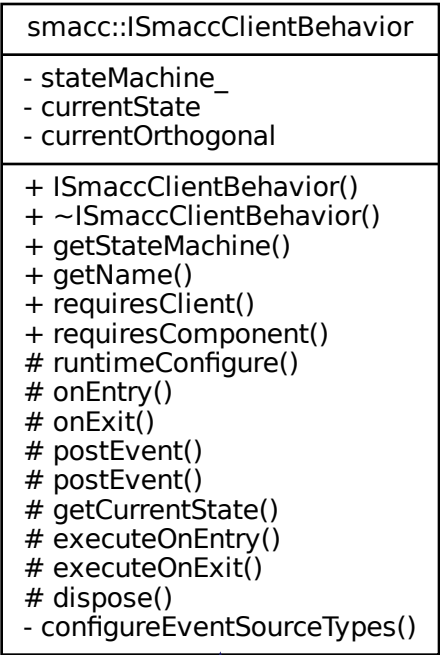 smacc::ISmaccClientBehavior
- stateMachine_
- currentState
- currentOrthogonal
+ ISmaccClientBehavior()
+ ~ISmaccClientBehavior()
+ getStateMachine()
+ getName()
+ requiresClient()
+ requiresComponent()
# runtimeConfigure()
# onEntry()
# onExit()
# postEvent()
# postEvent()
# getCurrentState()
# executeOnEntry()
# executeOnExit()
# dispose()
- configureEventSourceTypes()